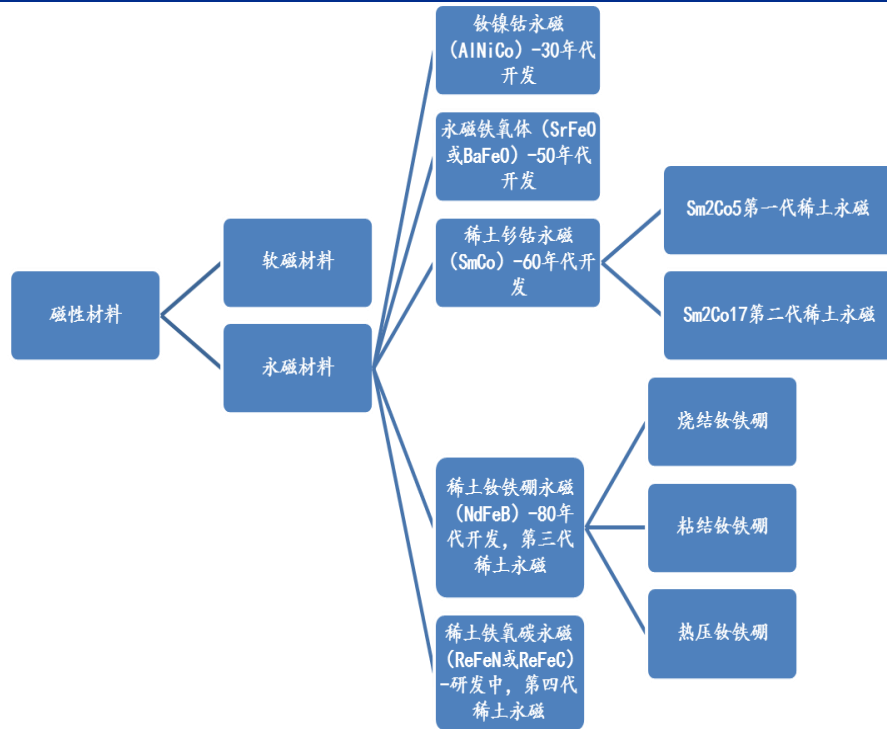 磁性材料
软磁材料
永磁材料
钕镍钴永磁
(AlNiCo)-30年代
开发
永磁铁氧体(SrFeO
或BaFeO)-50年代
开发
稀土钐钴永磁
(SmCo)-60年代开
发
Sm2Co5第一代稀土永磁
Sm2Co17第二代稀土永磁
稀土钕铁硼永磁
(NdFeB)-80年
代开发,第三代
稀土永磁
烧结钕铁硼
粘结钕铁硼
热压钕铁硼
稀土铁氧碳永磁
(ReFeN或ReFeC)
-研发中,第四代
稀土永磁